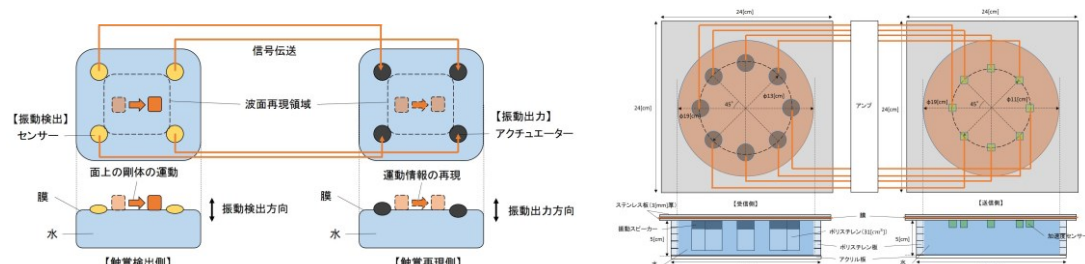 信号伝送
【振動検出】
センサー
波面再現領域
【振動出力】
アクチュエーター
面上の剛体の運動
運動情報の再現
膜
振動検出方向
膜
振動出力方向
水
水
【触覚検出側】
【触覚再現側】
24[cm]
24[cm]
24[cm]
24[cm]
φ13[cm]
45°
φ19[cm]
アンプ
φ19[cm]
45°
φ11[cm]
ステンレス板(3[mm]厚)
【受信側】
膜
【送信側】
振動スピーカー
ポリスチレン(33[cm³])
5[cm]
ポリスチレン板
5[cm]
加速度センサー
アクリル板